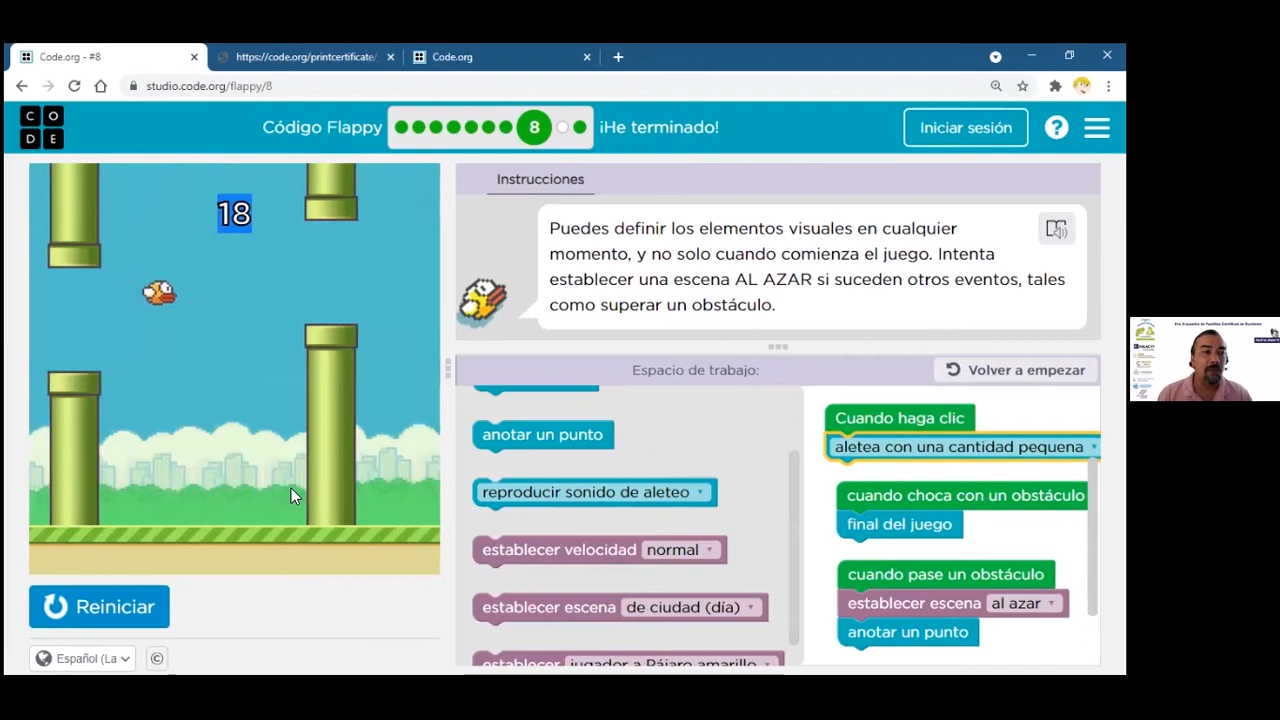 Code.org - #8
https://code.org/printcertificate/
Code.org
studio.code.org/flappy/8
C O
D E
Código Flappy
8
¡He terminado!
Iniciar sesión
?
18
Instrucciones
Puedes definir los elementos visuales en cualquier
momento, y no solo cuando comienza el juego. Intenta
establecer una escena AL AZAR si suceden otros eventos, tales
como superar un obstáculo.
Espacio de trabajo:
Volver a empezar
anotar un punto
reproducir sonido de aleteo
establecer velocidad normal
establecer escena de ciudad (día)
establecer jugador a Pájaro amarillo
Cuando haga clic
aletea con una cantidad pequena
cuando choca con un obstáculo
final del juego
cuando pase un obstáculo
establecer escena al azar
anotar un punto
Reiniciar
Español (La
©